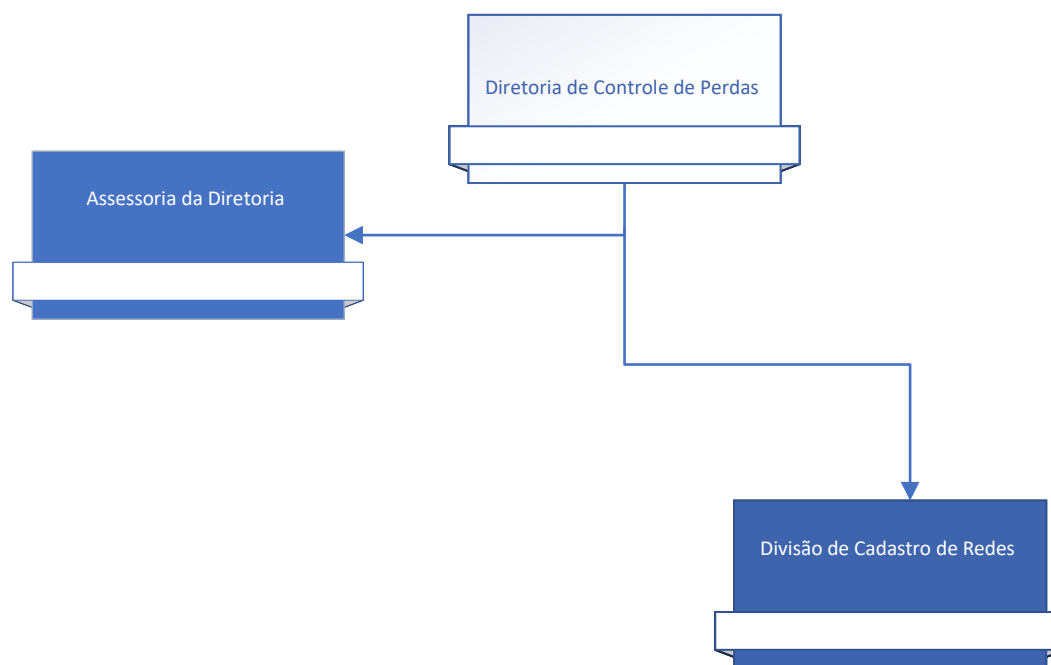 Diretoria de Controle de Perdas
Assessoria da Diretoria
Divisão de Cadastro de Redes